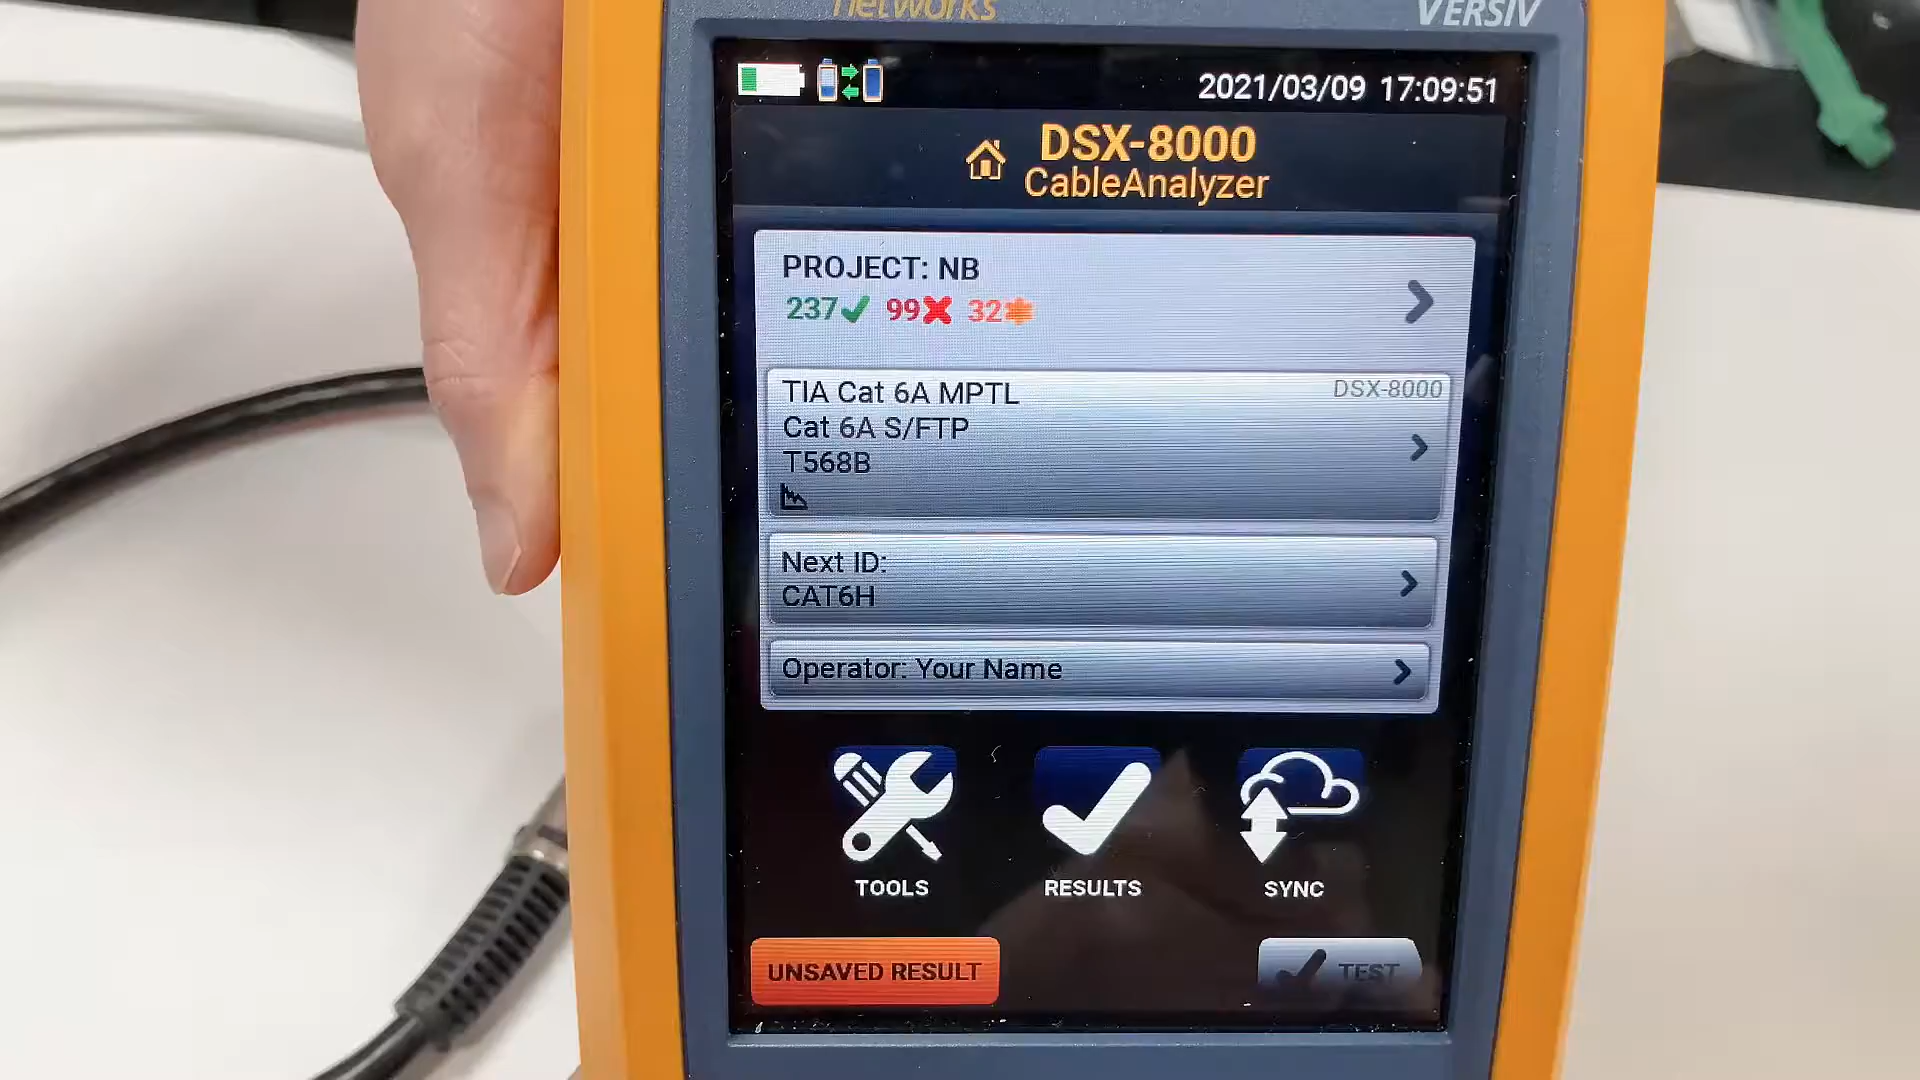 networks
VERSIV
2021/03/09 17:09:51
DSX-8000
CableAnalyzer
PROJECT: NB
237 99 32
TIA Cat 6A MPTL
DSX-8000
Cat 6A S/FTP
T568B
Next ID:
CAT6H
Operator: Your Name
TOOLS
RESULTS
SYNC
UNSAVED RESULT
TEST